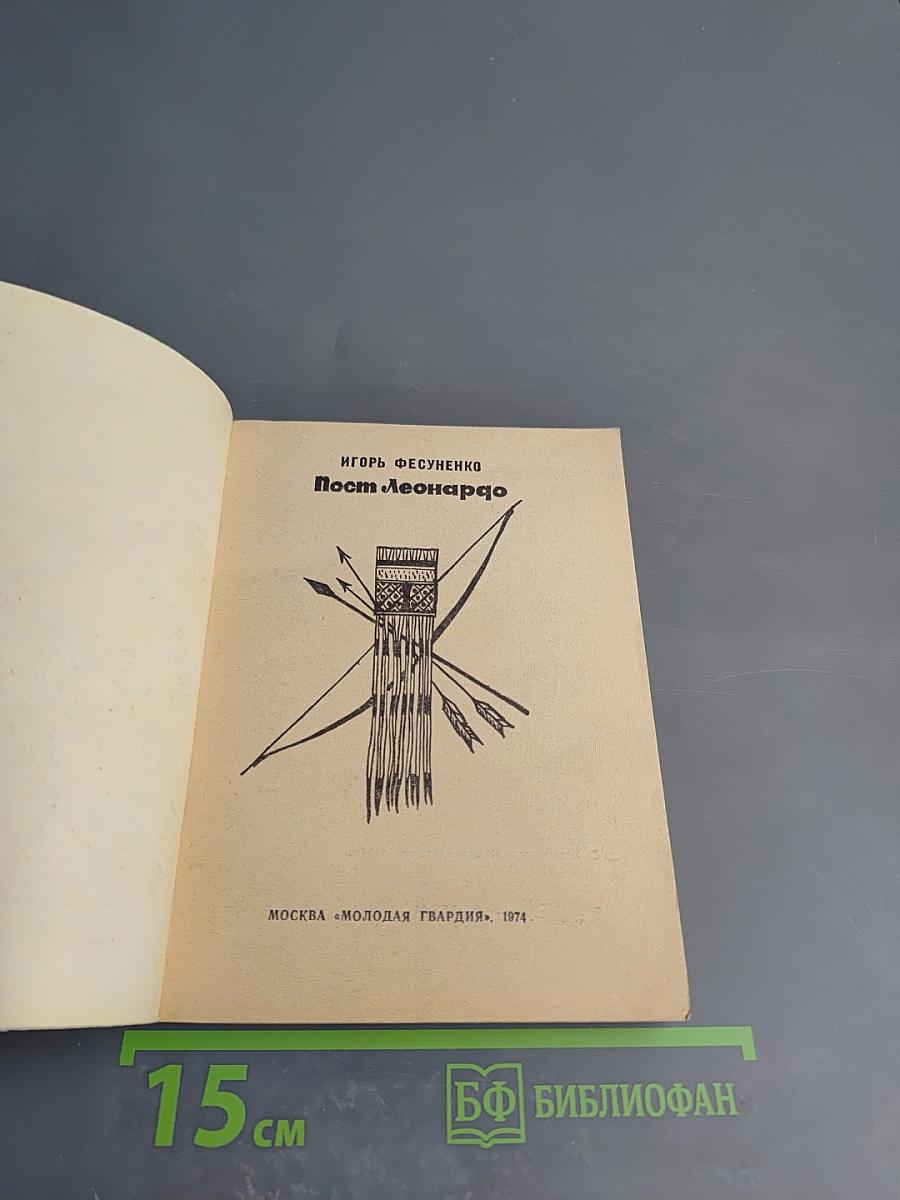 ИГОРЬ ФЕСУНЕНКО
Пост Леонардо
МОСКВА «МОЛОДАЯ ГВАРДИЯ», 1974
15 см
БФ БИБЛИОФАН